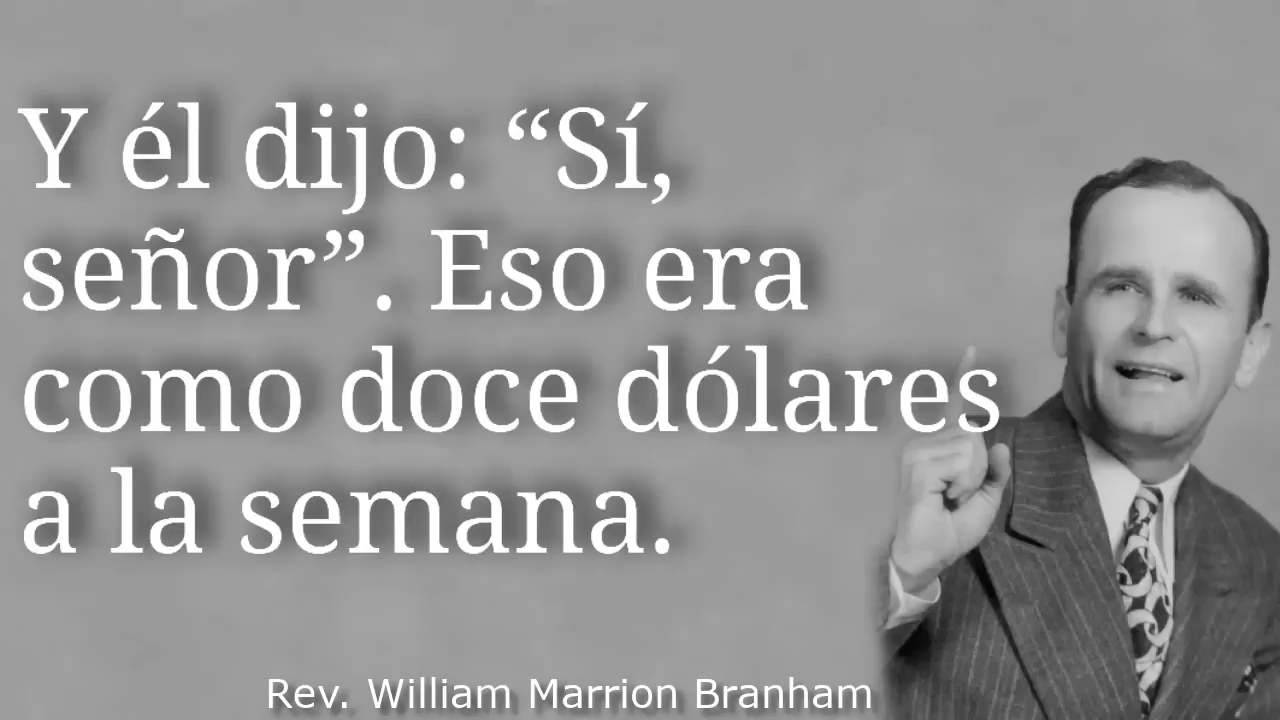 Y él dijo: “Sí,
señor”. Eso era
como doce dólares
a la semana.
Rev. William Marrion Branham